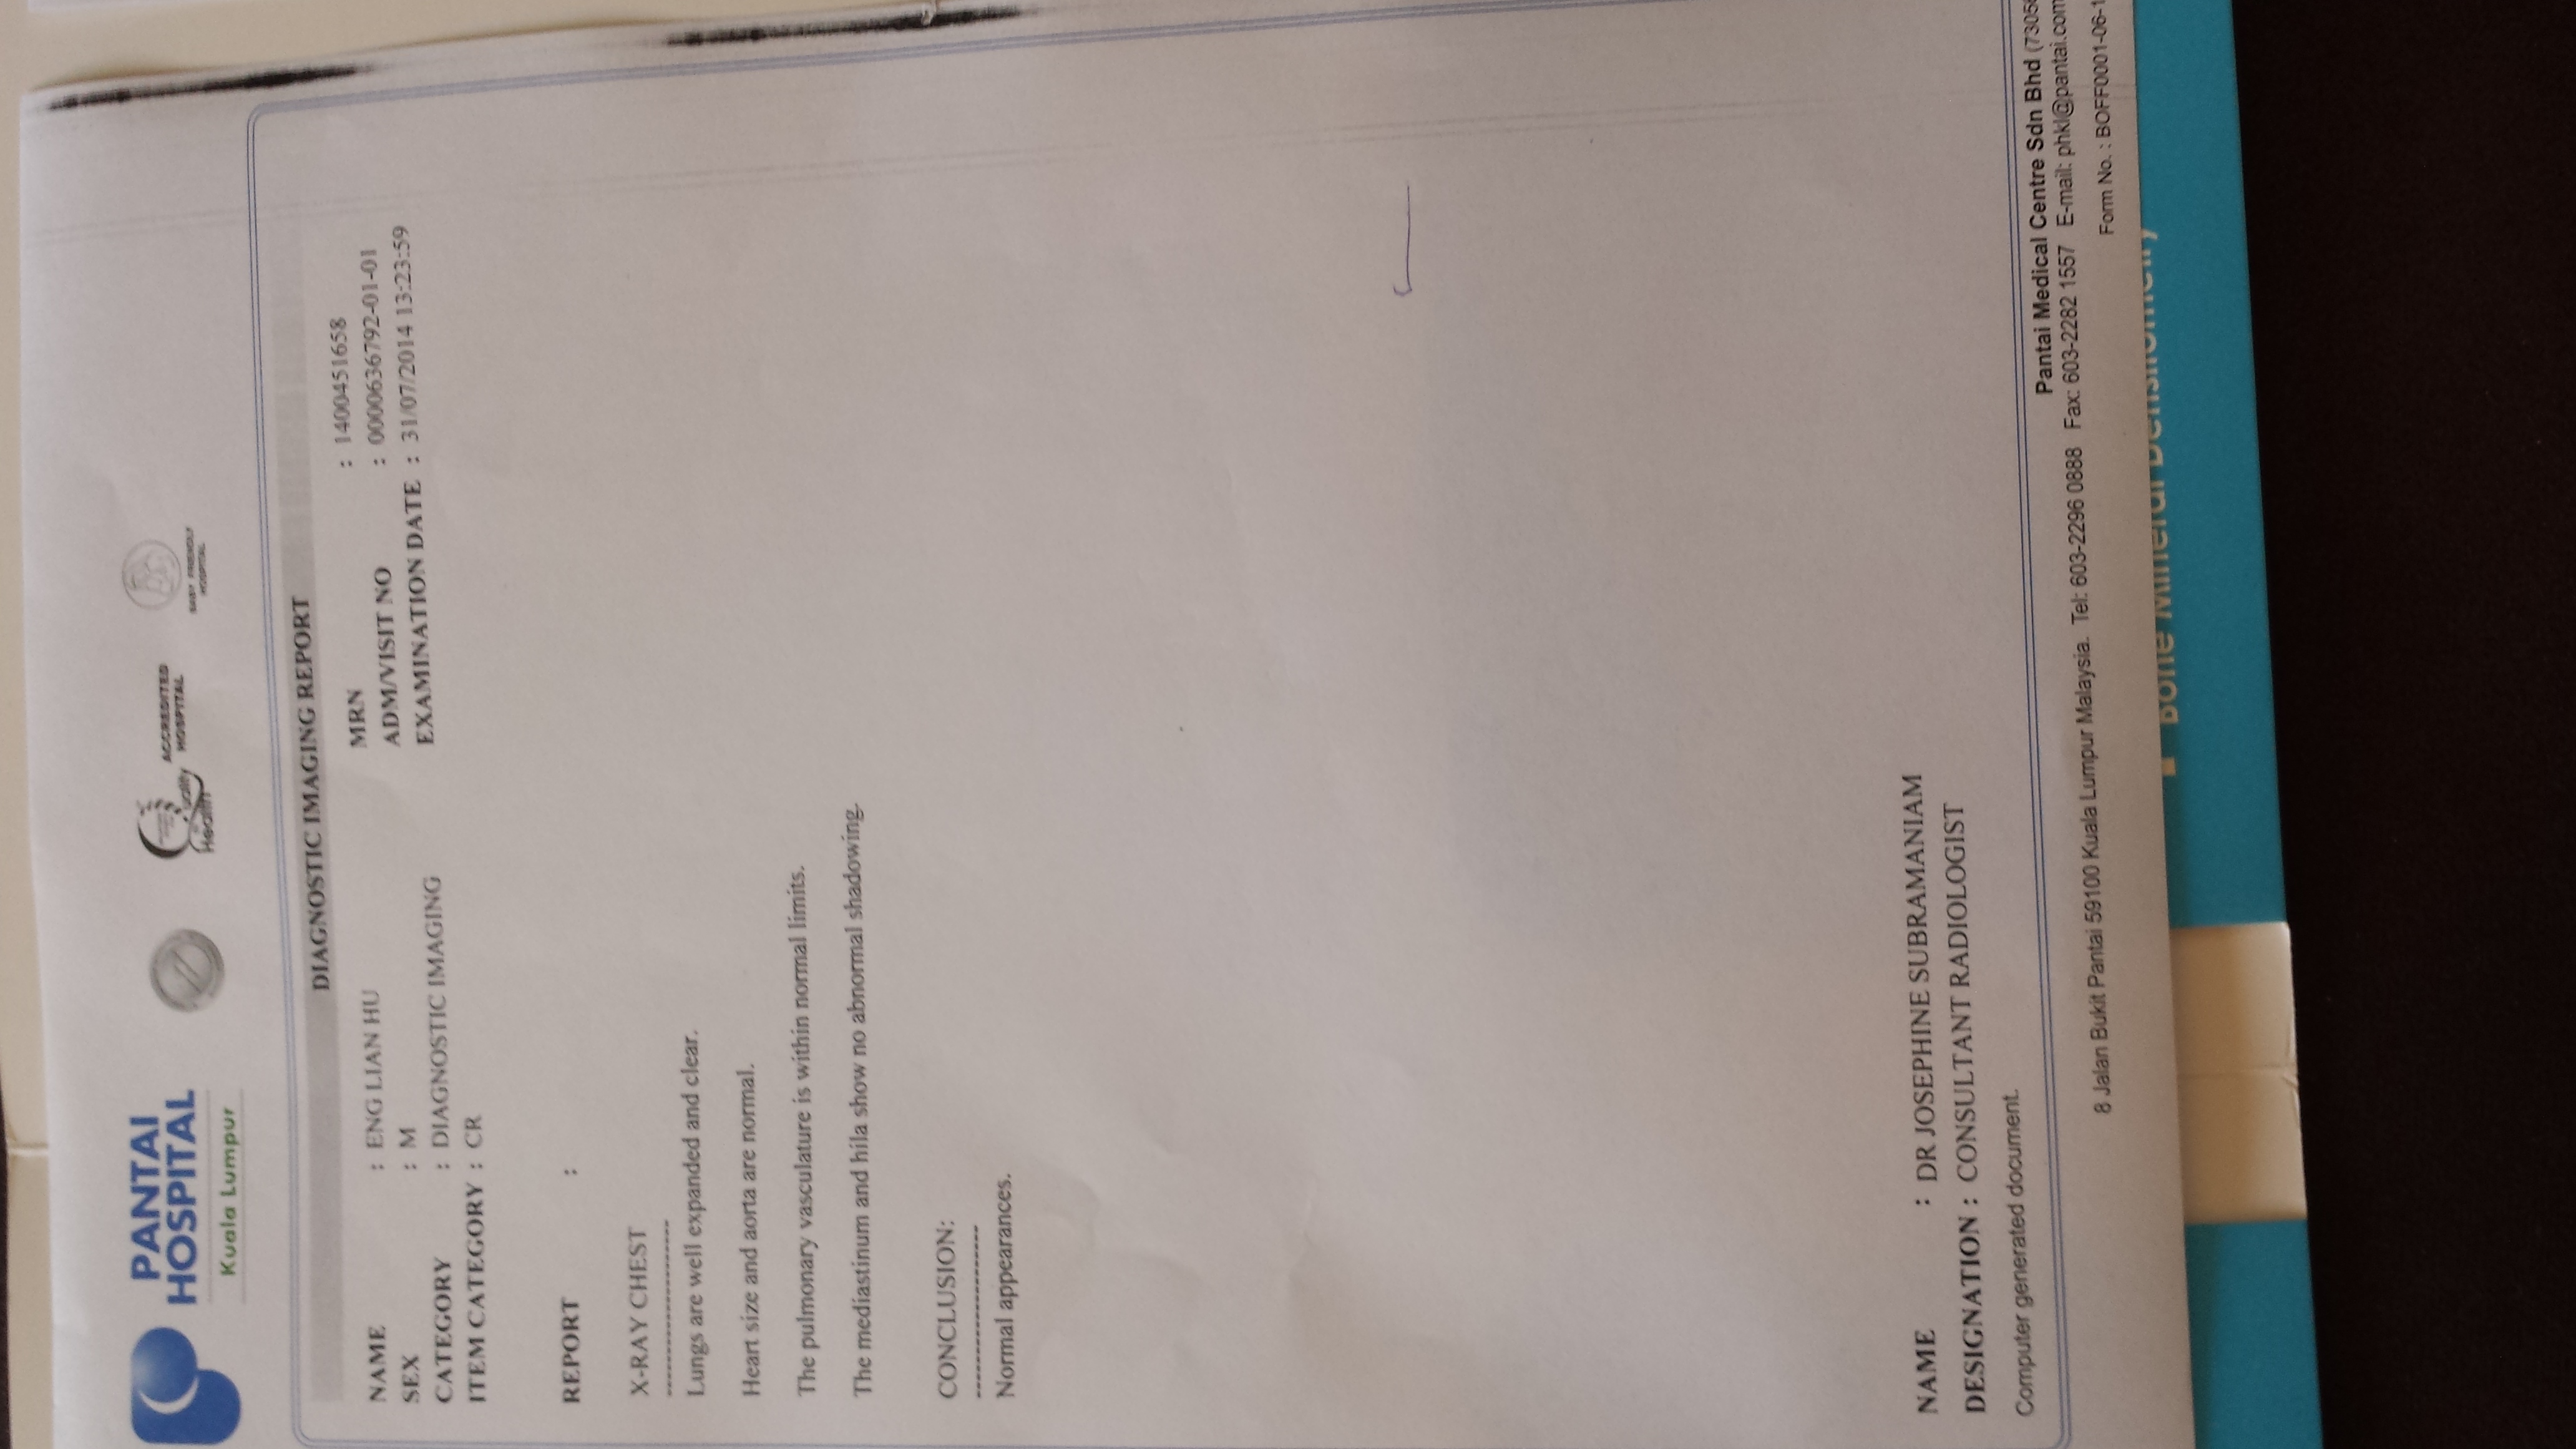 PANTAI
HOSPITAL
Kuala Lumpur
Quality
Health
ACCREDITED
HOSPITAL
BABY FRIENDLY
HOSPITAL
DIAGNOSTIC IMAGING REPORT
NAME : ENG LIAN HU
SEX : M
CATEGORY : DIAGNOSTIC IMAGING
ITEM CATEGORY : CR
MRN : 1400451658
ADM/VISIT NO : 0000636792-01-01
EXAMINATION DATE : 31/07/2014 13:23:59
REPORT :
X-RAY CHEST
---------------------
Lungs are well expanded and clear.
Heart size and aorta are normal.
The pulmonary vasculature is within normal limits.
The mediastinum and hila show no abnormal shadowing.
CONCLUSION:
---------------------
Normal appearances.
NAME : DR JOSEPHINE SUBRAMANIAM
DESIGNATION : CONSULTANT RADIOLOGIST
Computer generated document.
Pantai Medical Centre Sdn Bhd (7305
8 Jalan Bukit Pantai 59100 Kuala Lumpur Malaysia. Tel: 603-2296 0888 Fax: 603-2282 1557 E-mail: phkl@pantai.com
Form No. : BOFF0001-06-1
Bone Mineral Densitometry